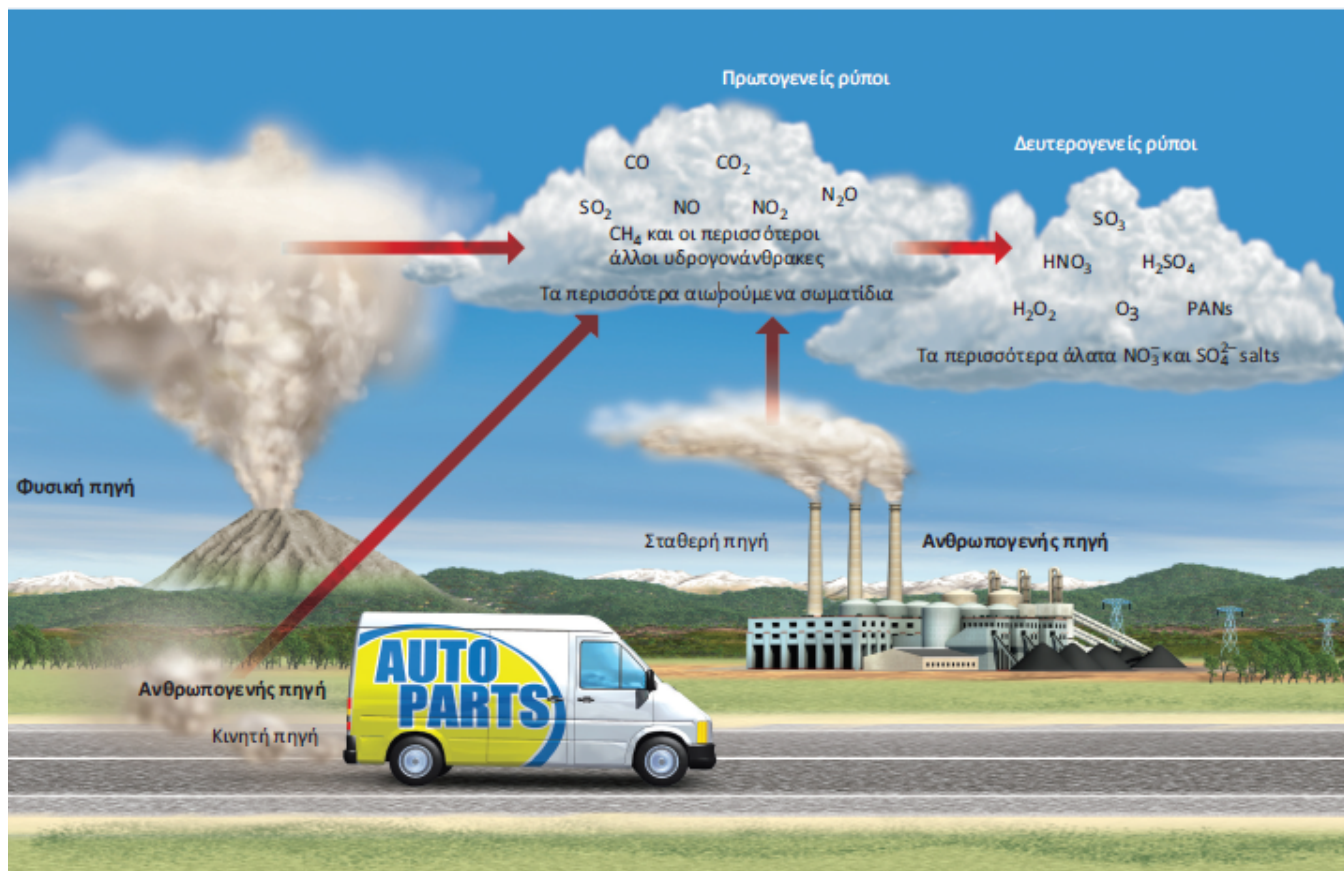 Πρωτογενείς ρύποι
Δευτερογενείς ρύποι
CO CO₂
SO₂ NO NO₂ N₂O
CH₄ και οι περισσότεροι
άλλοι υδρογονάνθρακες
Τα περισσότερα αιωρούμενα σωματίδια
SO₃
HNO₃ H₂SO₄
H₂O₂ O₃ PANs
Τα περισσότερα άλατα NO₃⁻ και SO₄²⁻ salts
Φυσική πηγή
Σταθερή πηγή Ανθρωπογενής πηγή
Ανθρωπογενής πηγή
Κινητή πηγή
AUTO
PARTS